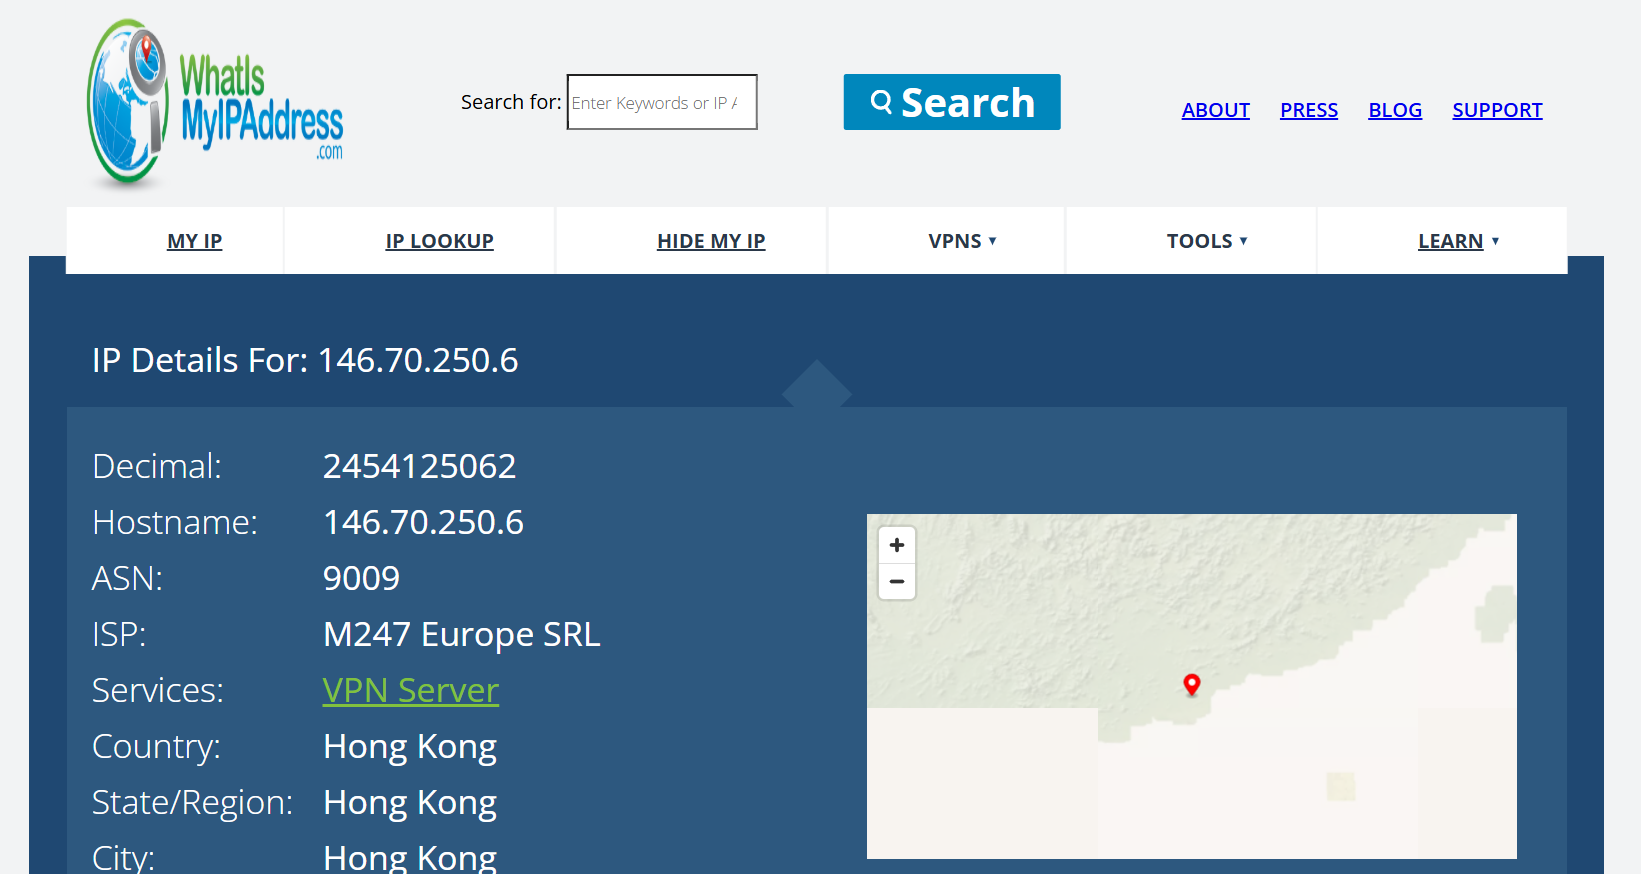 WhatIs
MyIPAddress
.com
Search for: Enter Keywords or IP A
Search
ABOUT PRESS BLOG SUPPORT
MY IP IP LOOKUP HIDE MY IP VPNS ▾ TOOLS ▾ LEARN ▾
IP Details For: 146.70.250.6
Decimal: 2454125062
Hostname: 146.70.250.6
ASN: 9009
ISP: M247 Europe SRL
Services: VPN Server
Country: Hong Kong
State/Region: Hong Kong
City: Hong Kong
+
−